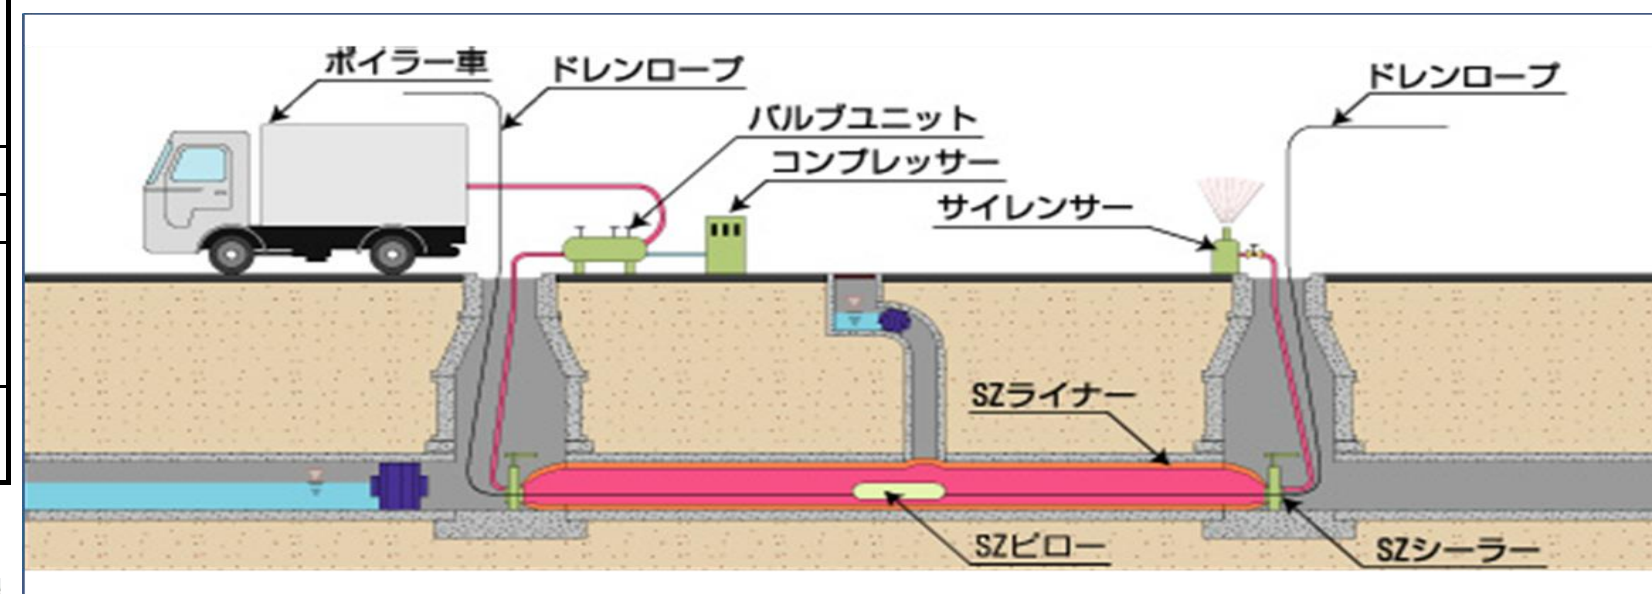 ボイラー車
ドレンロープ
バルブユニット
コンプレッサー
サイレンサー
ドレンロープ
SZライナー
SZピロー
SZシーラー